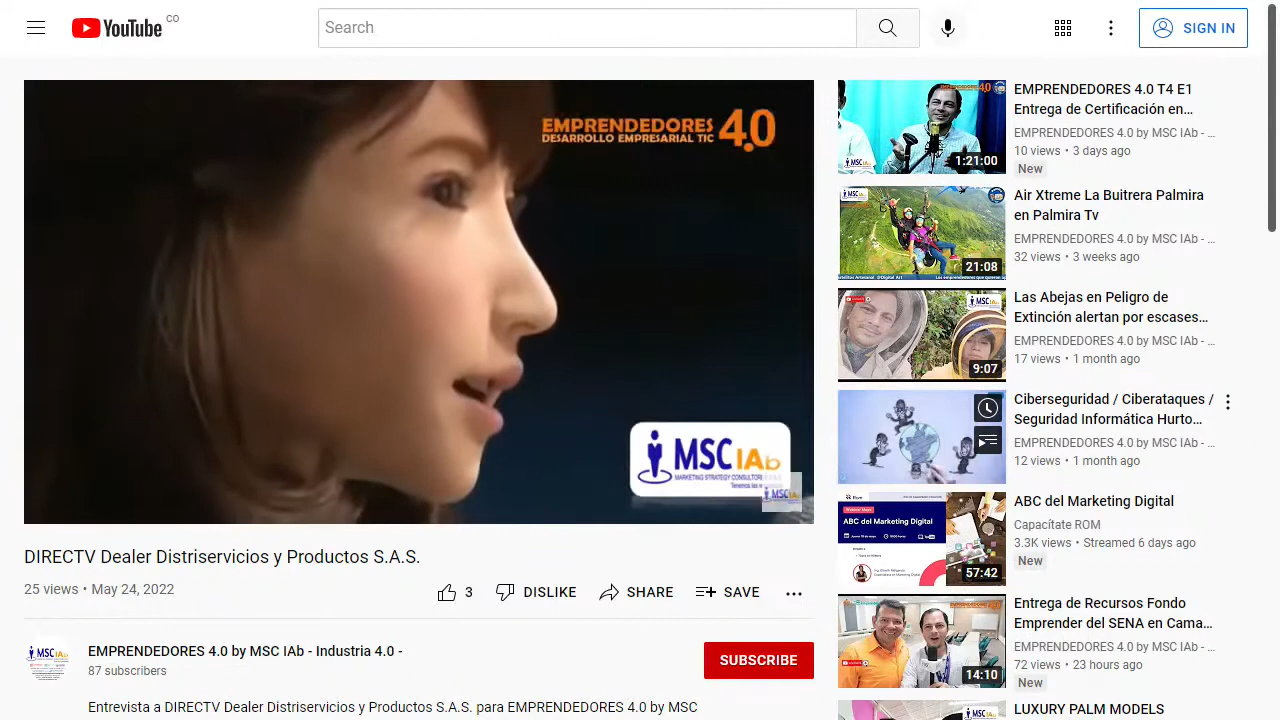 YouTube CO
Search
SIGN IN
EMPRENDEDORES 4.0
DESARROLLO EMPRESARIAL TIC
MSC IAb
MARKETING STRATEGY CONSULTORI
DIRECTV Dealer Distriservicios y Productos S.A.S.
25 views • May 24, 2022
3
DISLIKE
SHARE
SAVE
EMPRENDEDORES 4.0 by MSC IAb - Industria 4.0 -
87 subscribers
SUBSCRIBE
Entrevista a DIRECTV Dealer Distriservicios y Productos S.A.S. para EMPRENDEDORES 4.0 by MSC
1:21:00
EMPRENDEDORES 4.0 T4 E1
Entrega de Certificación en...
EMPRENDEDORES 4.0 by MSC IAb - ...
10 views • 3 days ago
New
21:08
Air Xtreme La Buitrera Palmira
en Palmira Tv
EMPRENDEDORES 4.0 by MSC IAb - ...
32 views • 3 weeks ago
9:07
Las Abejas en Peligro de
Extinción alertan por escases...
EMPRENDEDORES 4.0 by MSC IAb - ...
17 views • 1 month ago
Ciberseguridad / Ciberataques /
Seguridad Informática Hurto...
EMPRENDEDORES 4.0 by MSC IAb - ...
12 views • 1 month ago
ABC del Marketing Digital
57:42
ABC del Marketing Digital
Capacítate ROM
3.3K views • Streamed 6 days ago
New
14:10
Entrega de Recursos Fondo
Emprender del SENA en Cama...
EMPRENDEDORES 4.0 by MSC IAb - ...
72 views • 23 hours ago
New
LUXURY PALM MODELS